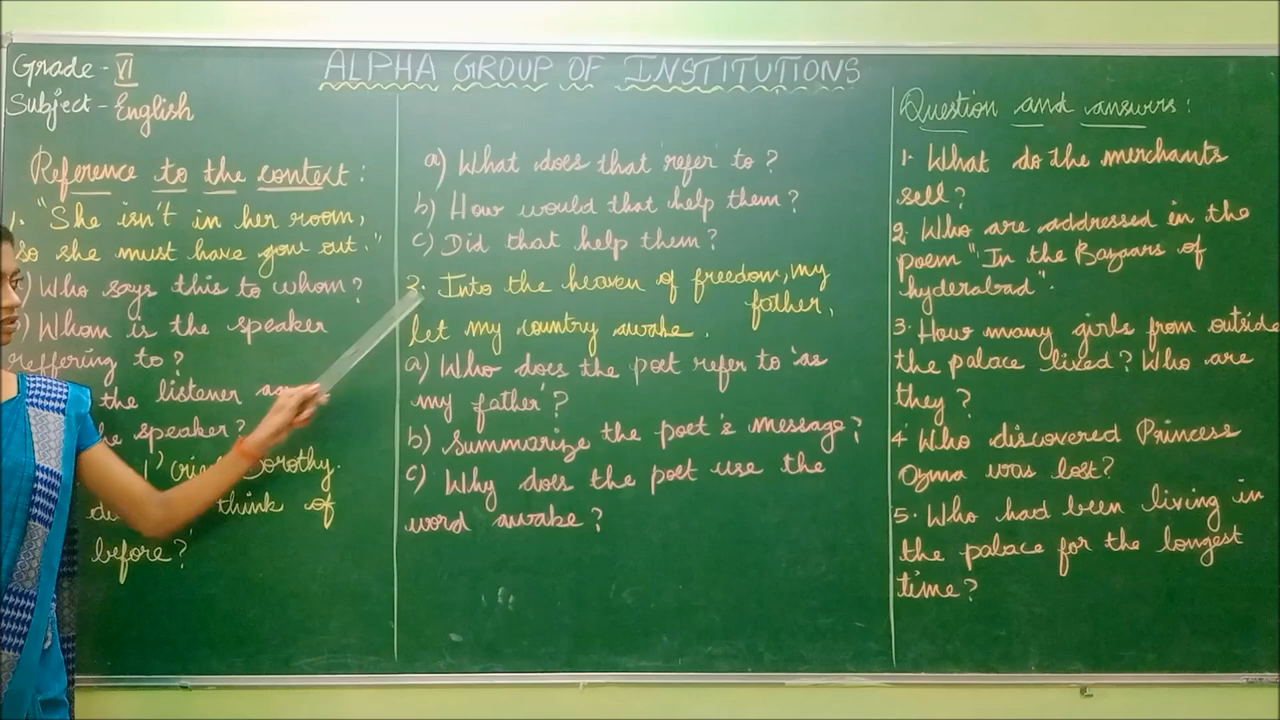 Grade - VI
Subject - English
ALPHA GROUP OF INSTITUTIONS
Reference to the context :
1. "She isn't in her room,
so she must have gone out."
) Who says this to whom?
) Whom is the speaker
reffering to?
the listener
speaker?
cried Dorothy.
think of
before?
a) What does that 'refer' to ?
b) How would that help them?
c) Did that help them?
3. Into the heaven of freedom, my
father,
let my country awake.
a) Who does the poet refer to 'as
my father'?
b) Summarize the poet's message?
c) Why does the poet use the
word awake?
Question and answers :
1. What do the merchants
sell?
2. Who are addressed in the
poem "In the Bazaars of
hyderabad".
3. How many girls from outside
the palace lived? Who are
they?
4. Who discovered Princess
Ozma was lost?
5. Who had been living in
the palace for the longest
time?